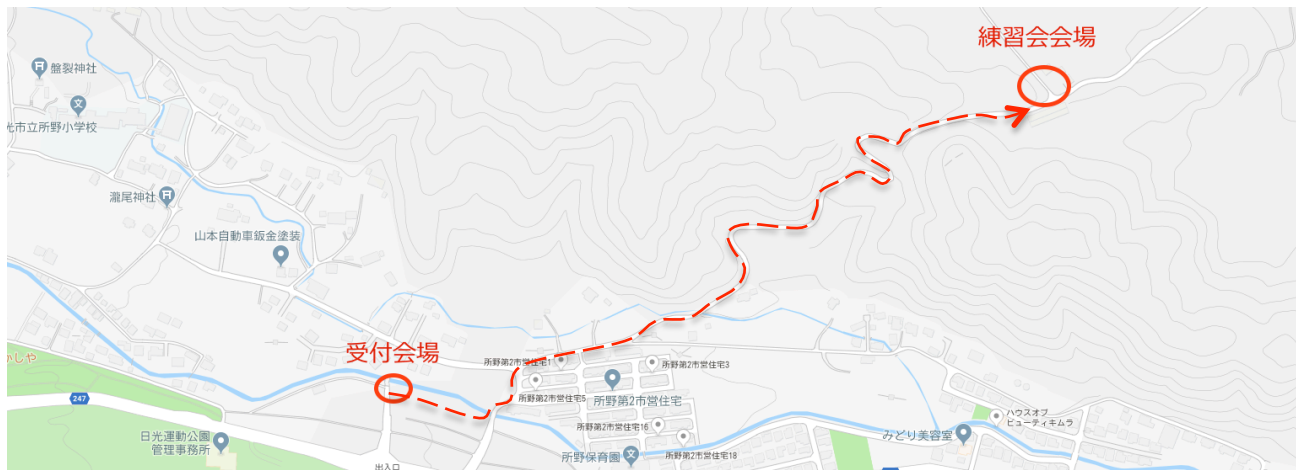 練習会会場
盤裂神社
光市立所野小学校
瀧尾神社
山本自動車鈑金塗装
受付会場
かしや
所野第2市営住宅1
所野第2市営住宅3
所野第2市営住宅5
所野第2市営住宅
247
ハウスオブ
ビューティキムラ
所野第2市営住宅16
みどり美容室
日光運動公園
管理事務所
所野保育園
所野第2市営住宅18
出入口
247